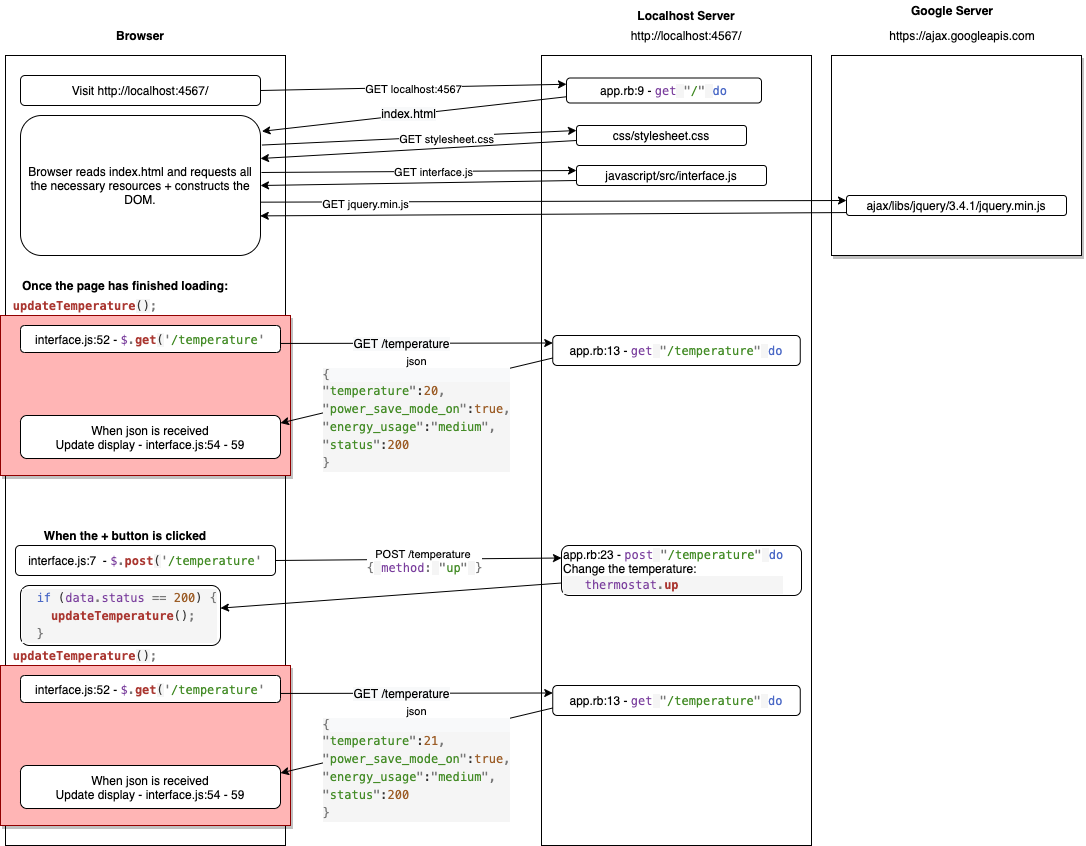 Browser
Localhost Server
http://localhost:4567/
Google Server
https://ajax.googleapis.com
Visit http://localhost:4567/
GET localhost:4567
app.rb:9 - get "/" do
index.html
Browser reads index.html and requests all
the necessary resources + constructs the
DOM.
GET stylesheet.css
css/stylesheet.css
GET interface.js
javascript/src/interface.js
GET jquery.min.js
ajax/libs/jquery/3.4.1/jquery.min.js
Once the page has finished loading:
updateTemperature();
interface.js:52 - $.get('/temperature'
GET /temperature
app.rb:13 - get "/temperature" do
json
{
"temperature":20,
"power_save_mode_on":true,
"energy_usage":"medium",
"status":200
}
When json is received
Update display - interface.js:54 - 59
When the + button is clicked
interface.js:7 - $.post('/temperature'
POST /temperature
{ method: "up" }
app.rb:23 - post "/temperature" do
Change the temperature:
thermostat.up
if (data.status == 200) {
updateTemperature();
}
updateTemperature();
interface.js:52 - $.get('/temperature'
GET /temperature
app.rb:13 - get "/temperature" do
json
{
"temperature":21,
"power_save_mode_on":true,
"energy_usage":"medium",
"status":200
}
When json is received
Update display - interface.js:54 - 59